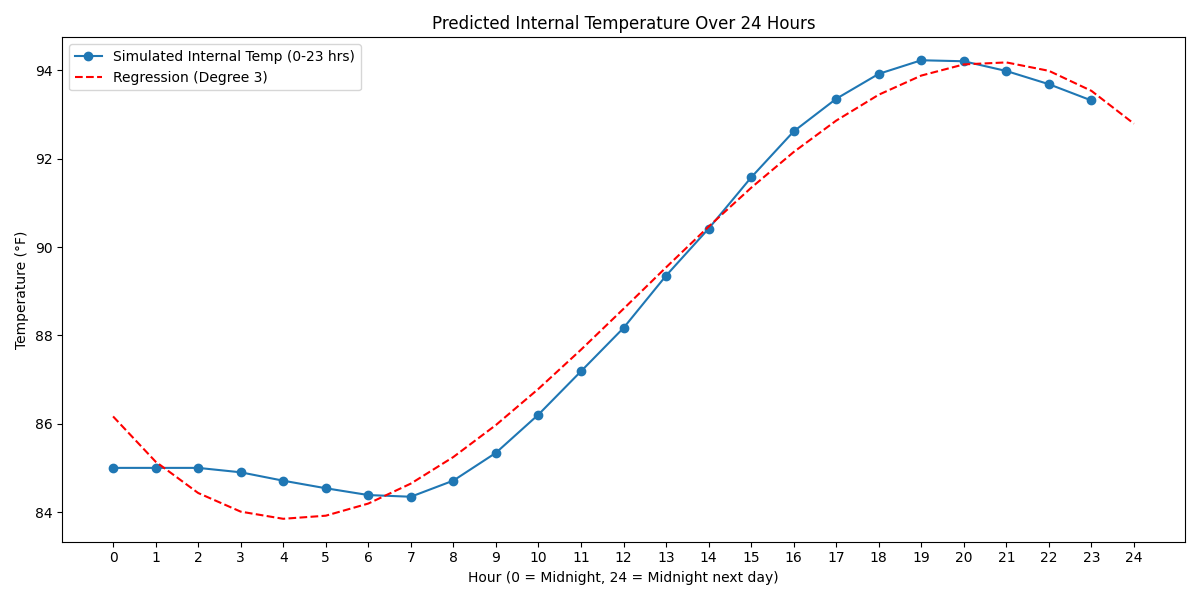 Predicted Internal Temperature Over 24 Hours
Simulated Internal Temp (0-23 hrs)
Regression (Degree 3)
Temperature (°F)
94
92
90
88
86
84
0 1 2 3 4 5 6 7 8 9 10 11 12 13 14 15 16 17 18 19 20 21 22 23 24
Hour (0 = Midnight, 24 = Midnight next day)